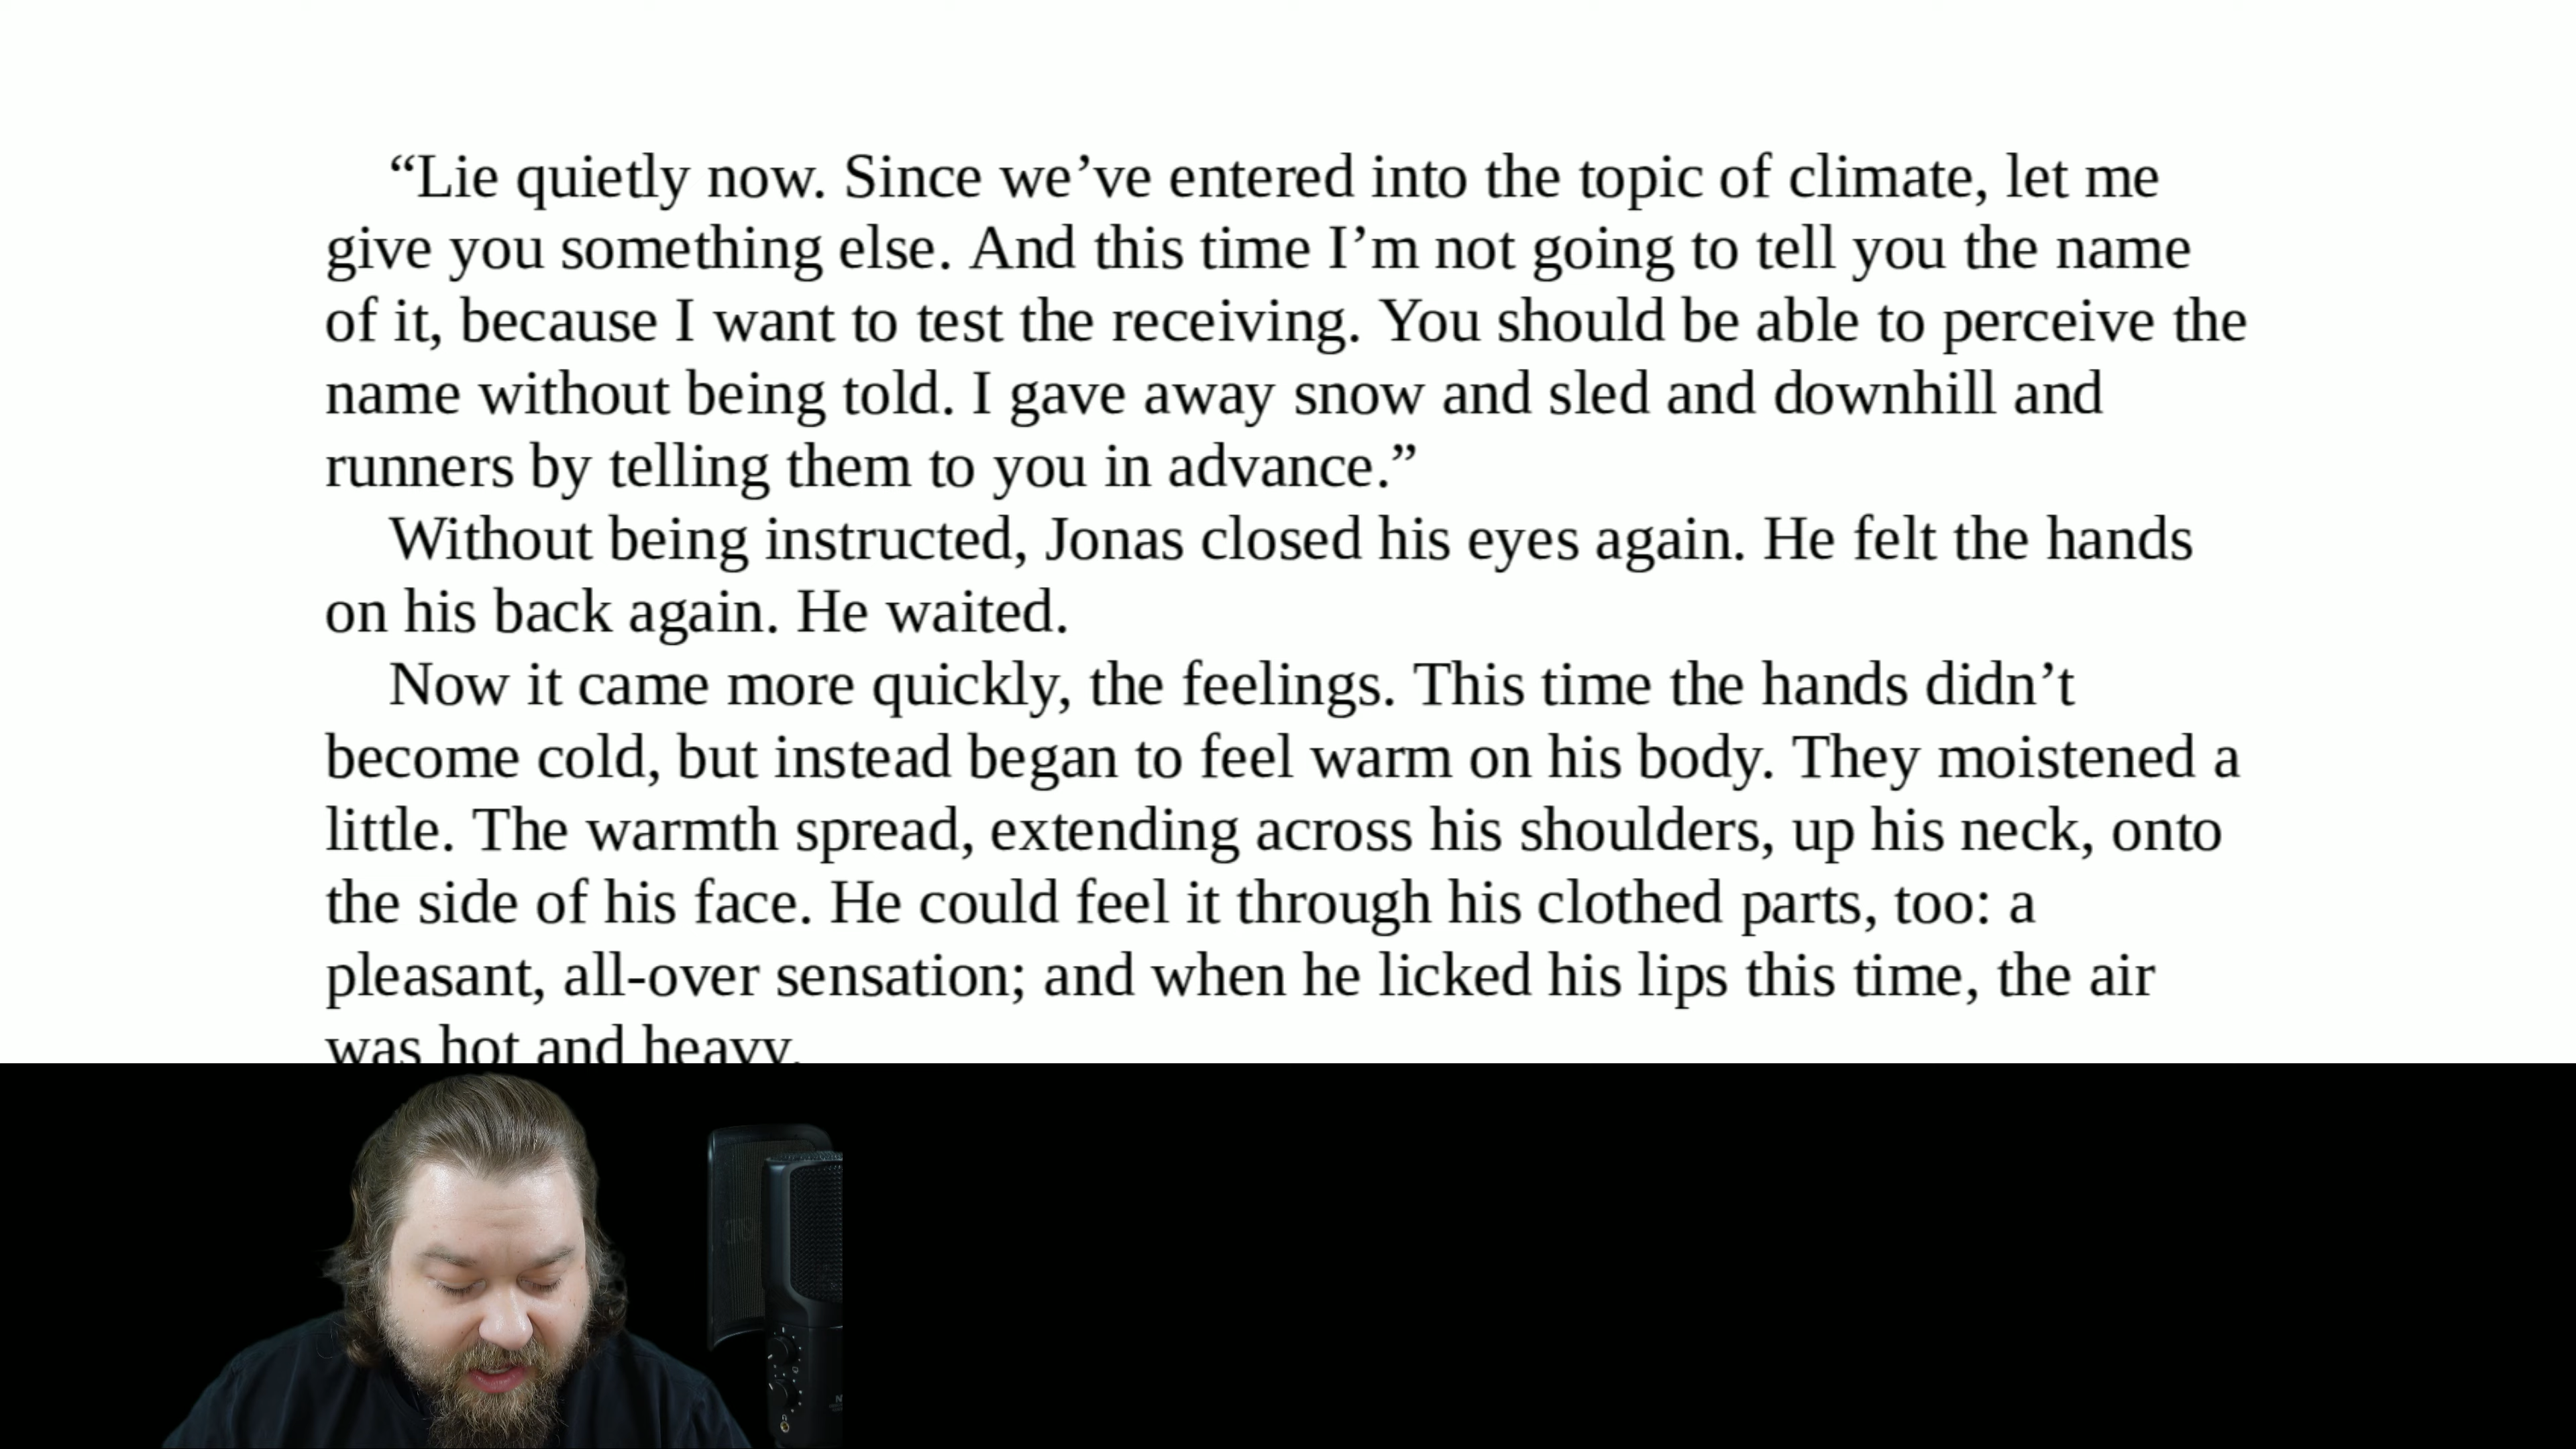 “Lie quietly now. Since we’ve entered into the topic of climate, let me
give you something else. And this time I’m not going to tell you the name
of it, because I want to test the receiving. You should be able to perceive the
name without being told. I gave away snow and sled and downhill and
runners by telling them to you in advance.”
Without being instructed, Jonas closed his eyes again. He felt the hands
on his back again. He waited.
Now it came more quickly, the feelings. This time the hands didn’t
become cold, but instead began to feel warm on his body. They moistened a
little. The warmth spread, extending across his shoulders, up his neck, onto
the side of his face. He could feel it through his clothed parts, too: a
pleasant, all-over sensation; and when he licked his lips this time, the air
was hot and heavy.